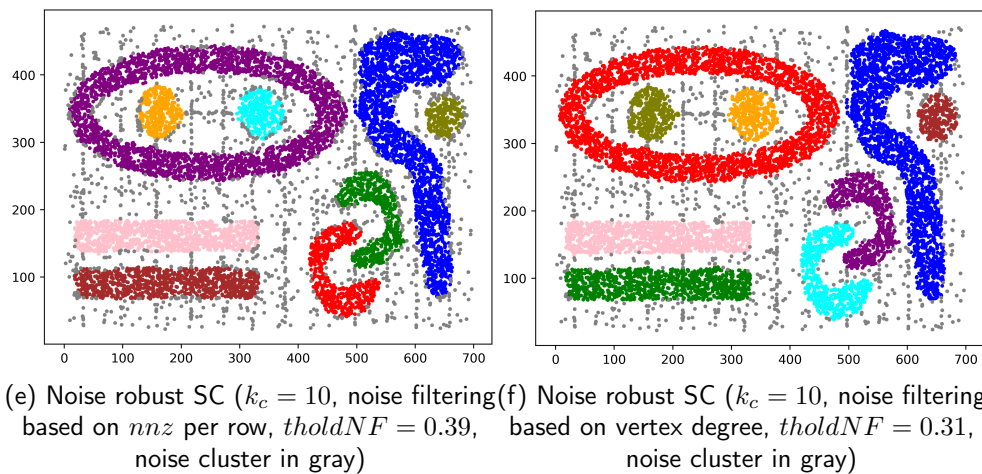 400
300
200
100
0 100 200 300 400 500 600 700
400
300
200
100
0
0 100 200 300 400 500 600 700
(e) Noise robust SC (k_c = 10, noise filtering
based on nnz per row, tholdNF = 0.39,
noise cluster in gray)
(f) Noise robust SC (k_c = 10, noise filtering
based on vertex degree, tholdNF = 0.31,
noise cluster in gray)